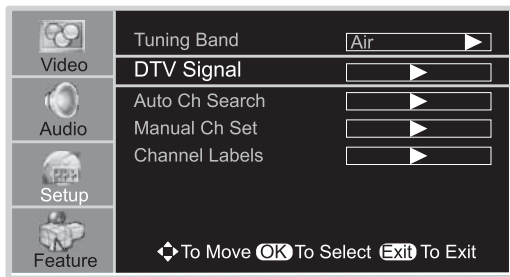 Video
Audio
Setup
Feature
Tuning Band Air
DTV Signal
Auto Ch Search
Manual Ch Set
Channel Labels
To Move OK To Select Exit To Exit